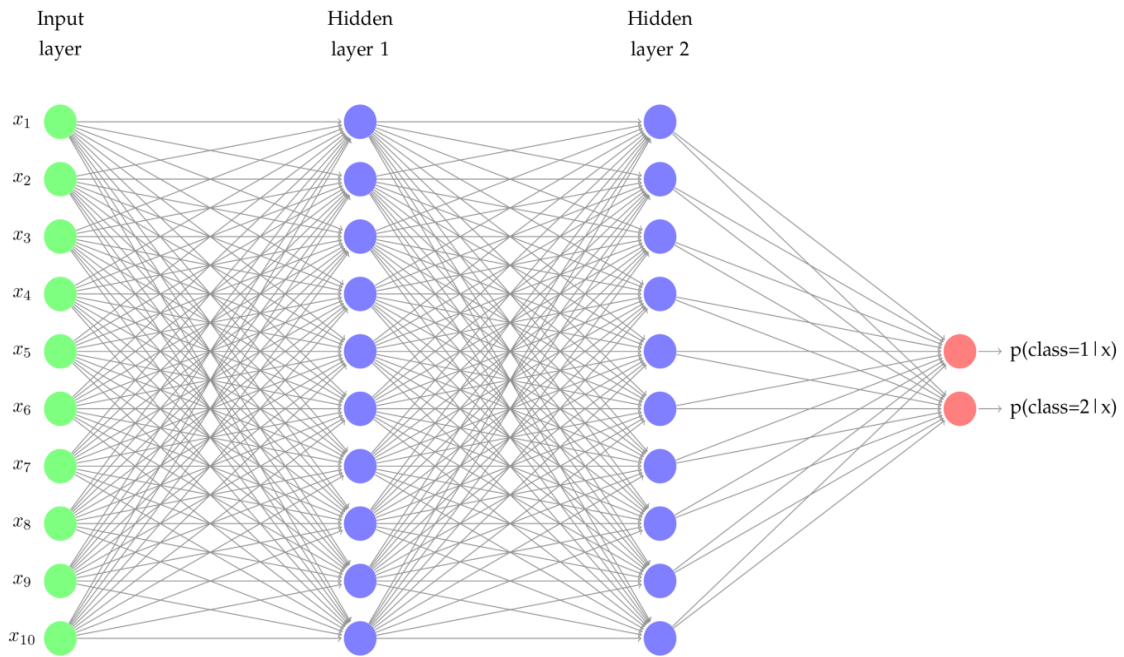 Input
layer
Hidden
layer 1
Hidden
layer 2
x₁
x₂
x₃
x₄
x₅
x₆
x₇
x₈
x₉
x₁₀
p(class=1|x)
p(class=2|x)